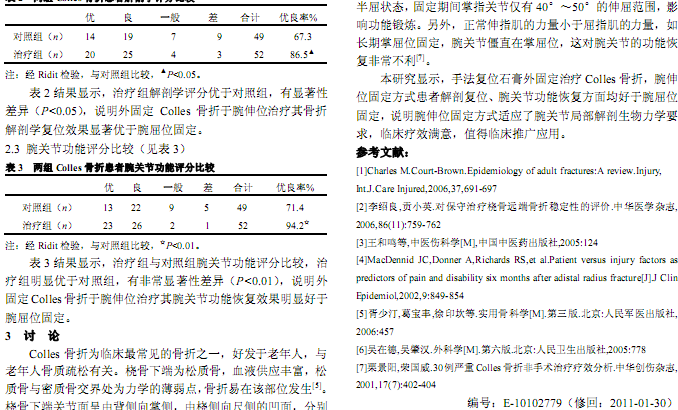 优 良 一般 差 合计 优良率%
对照组（n） 14 19 7 9 49 67.3
治疗组（n） 20 25 4 3 52 86.5▲
注：经 Ridit 检验，与对照组比较，▲P<0.05。
表 2 结果显示，治疗组解剖学评分优于对照组，有显著性
差异（P<0.05），说明外固定 Colles 骨折于腕伸位治疗其骨折
解剖学复位效果显著优于腕屈位固定。
2.3 腕关节功能评分比较（见表 3）
表 3 两组 Colles 骨折患者腕关节功能评分比较
优 良 一般 差 合计 优良率%
对照组（n） 13 22 9 5 49 71.4
治疗组（n） 23 26 2 1 52 94.2☆
注：经 Ridit 检验，与对照组比较，☆P<0.01。
表 3 结果显示，治疗组与对照组腕关节功能评分比较，治
疗组明显优于对照组，有非常显著性差异（P<0.01），说明外
固定 Colles 骨折于腕伸位治疗其腕关节功能恢复效果明显好于
腕屈位固定。
3 讨 论
Colles 骨折为临床最常见的骨折之一，好发于老年人，与
老年人骨质疏松有关。桡骨下端为松质骨，血液供应丰富，松
质骨与密质骨交界处为力学的薄弱点，骨折易在该部位发生[5]。
桡骨下端关节面呈由背侧向掌侧，由桡侧向尺侧的凹面，分别
半屈状态，固定期间掌指关节仅有 40°～50°的伸屈范围，影
响功能锻炼。另外，正常伸指肌的力量小于屈指肌的力量，如
长期掌屈位固定，腕关节僵直在掌屈位，这对腕关节的功能恢
复非常不利[7]。
本研究显示，手法复位石膏外固定治疗 Colles 骨折，腕伸
位固定方式患者解剖复位、腕关节功能恢复方面均好于腕屈位
固定，说明腕伸位固定方式适应了腕关节局部解剖生物力学要
求，临床疗效满意，值得临床推广应用。
参考文献:
[1]Charles M.Court-Brown.Epidemiology of adult fractures:A review.Injury,
Int.J.Care Injured,2006,37,691-697
[2]李绍良,贡小英.对保守治疗桡骨远端骨折稳定性的评价.中华医学杂志,
2006,86(11):759-762
[3]王和鸣等,中医伤科学[M],中国中医药出版社,2005:124
[4]MacDennid JC,Donner A,Richards RS,et al.Patient versus injury factors as
predictors of pain and disability six months after adistal radius fracture[J].J Clin
Epidemiol,2002,9:849-854
[5]胥少汀,葛宝丰,徐印坎等.实用骨科学[M].第三版.北京:人民军医出版社,
2006:457
[6]吴在德,吴肇汉.外科学[M].第六版.北京:人民卫生出版社,2005:778
[7]栗景阳,荣国威.30例严重 Colles 骨折非手术治疗疗效分析.中华创伤杂志,
2001,17(7):402-404
编号：E-10102779（修回：2011-01-30）